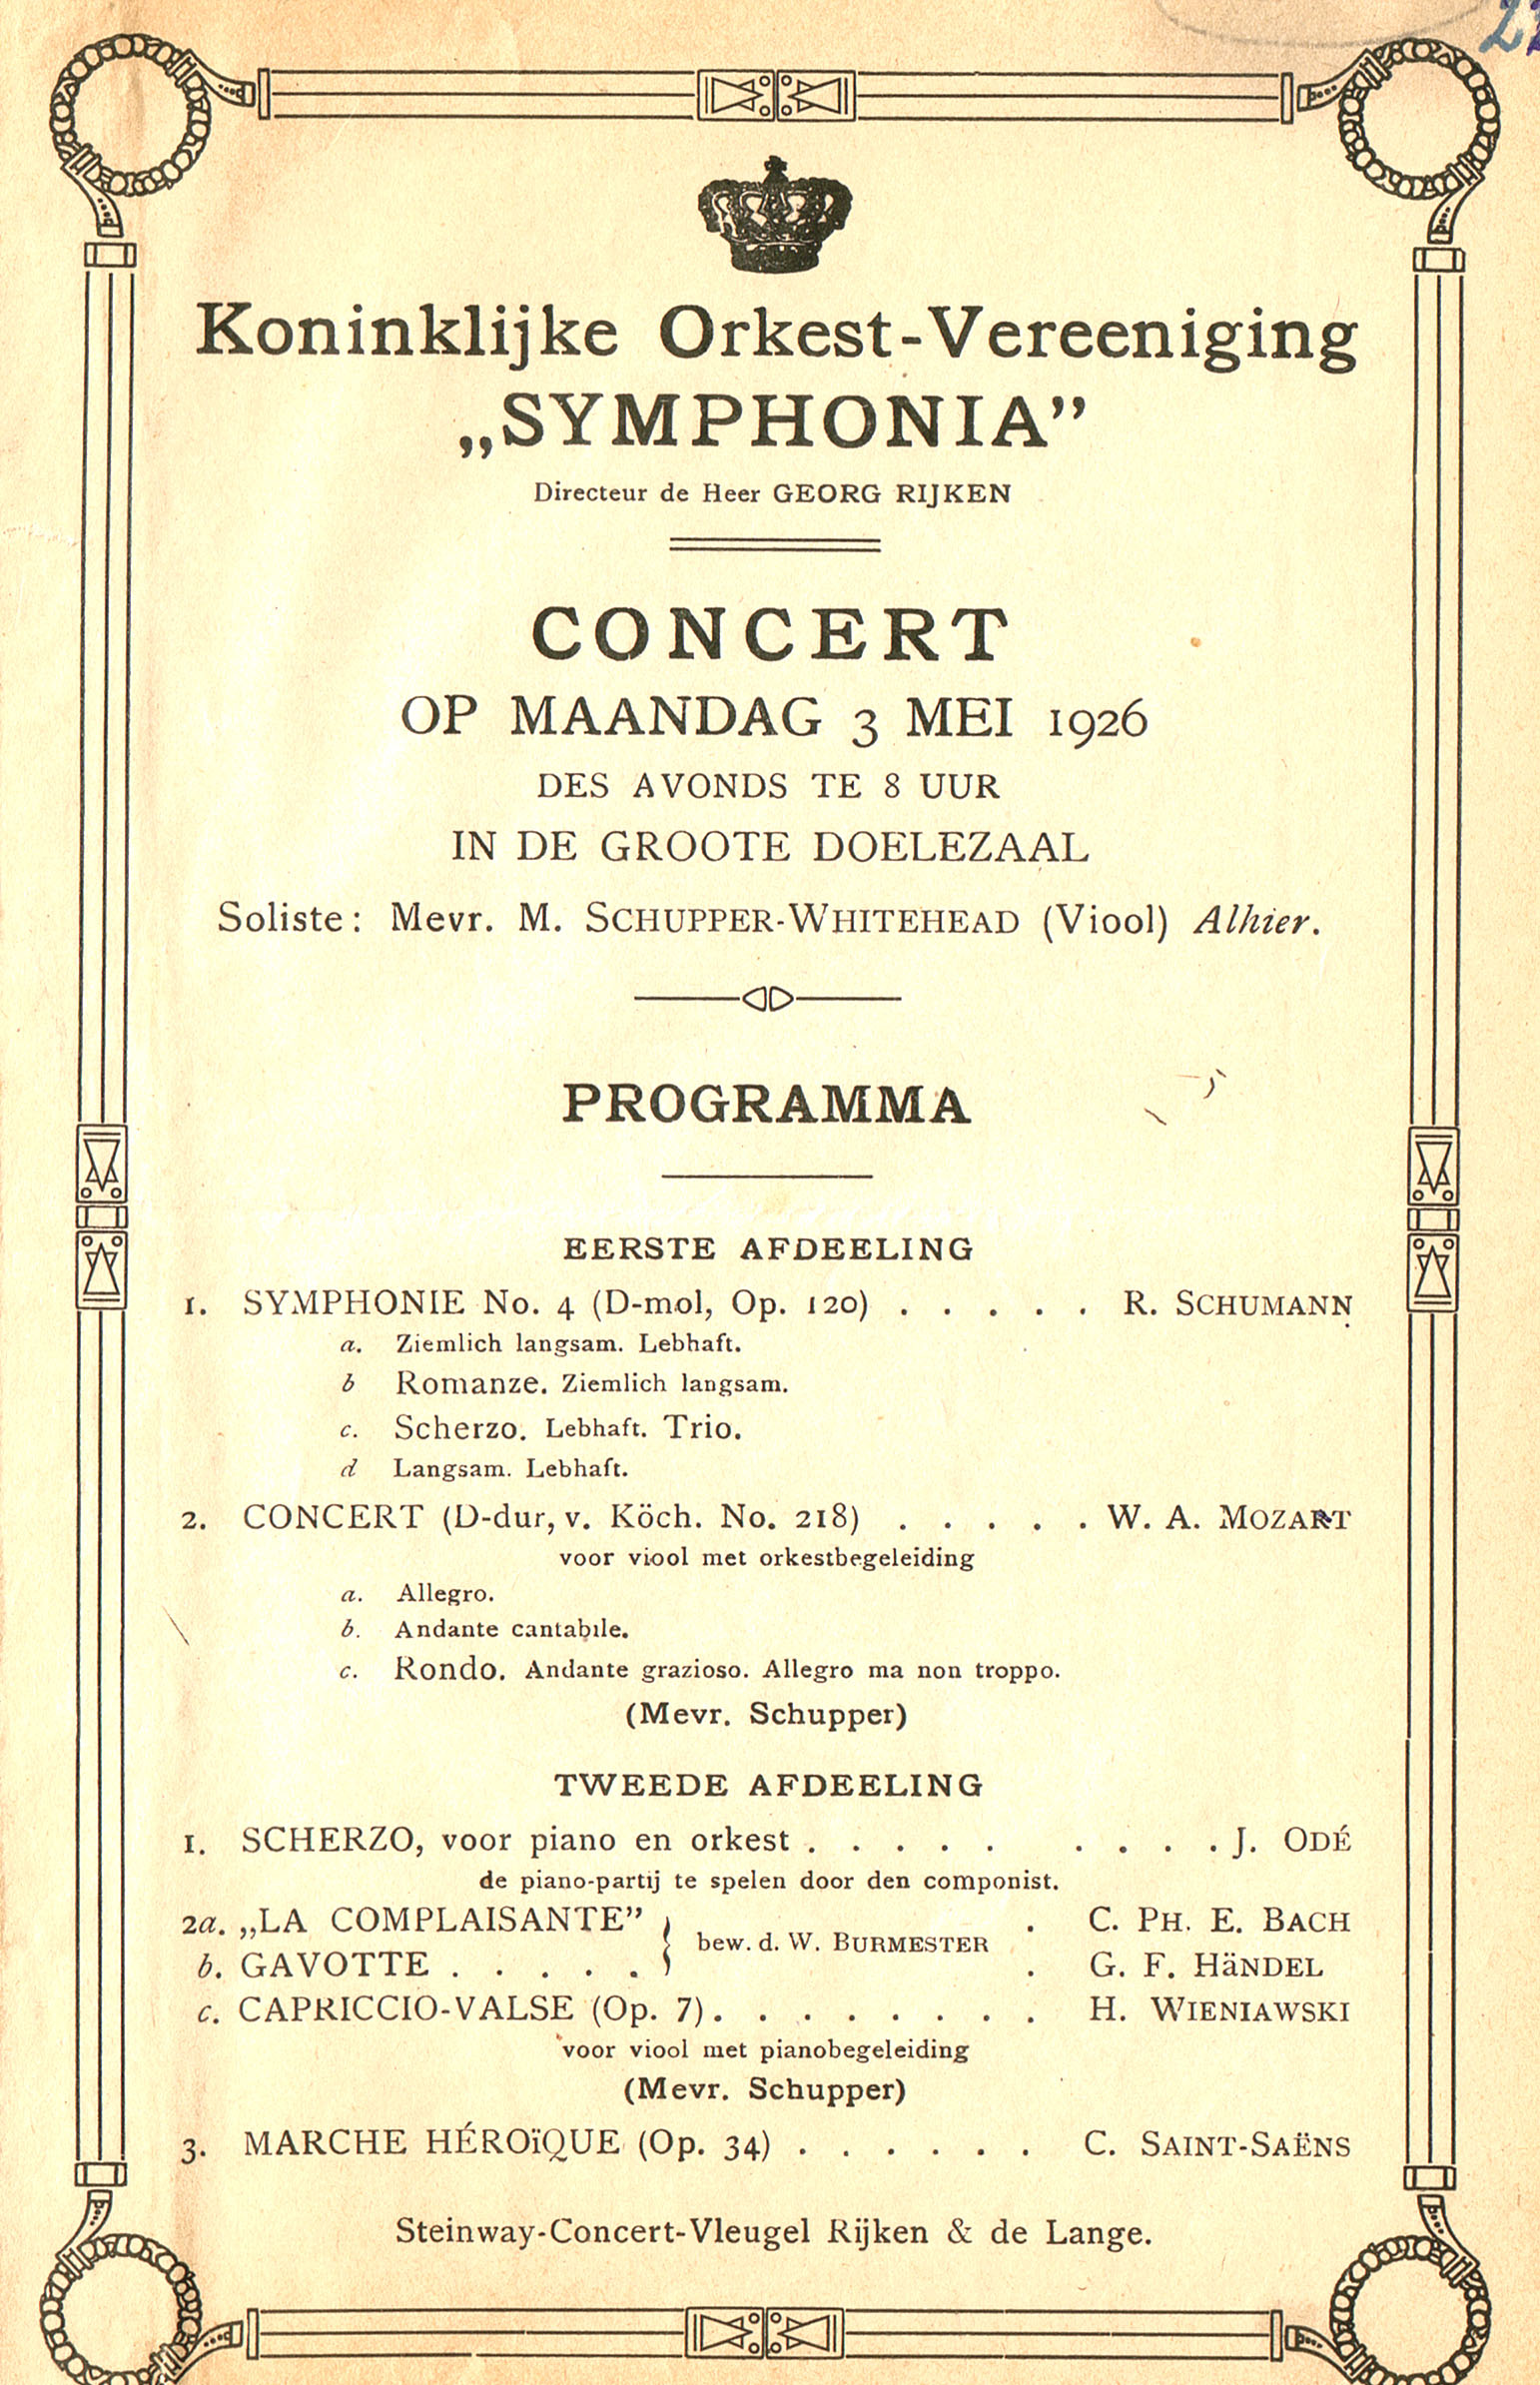 Koninklijke Orkest-Vereeniging
„SYMPHONIA”
Directeur de Heer GEORG RIJKEN
CONCERT
OP MAANDAG 3 MEI 1926
DES AVONDS TE 8 UUR
IN DE GROOTE DOELEZAAL
Soliste: Mevr. M. SCHUPPER-WHITEHEAD (Viool) Alhier.
PROGRAMMA
EERSTE AFDEELING
1. SYMPHONIE No. 4 (D-mol, Op. 120) . . . . . R. SCHUMANN
a. Ziemlich langsam. Lebhaft.
b Romanze. Ziemlich langsam.
c. Scherzo. Lebhaft. Trio.
d Langsam. Lebhaft.
2. CONCERT (D-dur, v. Köch. No. 218) . . . . . W. A. MOZART
voor viool met orkestbegeleiding
a. Allegro.
b. Andante cantabile.
c. Rondo. Andante grazioso. Allegro ma non troppo.
(Mevr. Schupper)
TWEEDE AFDEELING
1. SCHERZO, voor piano en orkest . . . . . . . . . J. ODÉ
de piano-partij te spelen door den componist.
2a. „LA COMPLAISANTE” } bew. d. W. BURMESTER . C. PH. E. BACH
b. GAVOTTE . . . . . . G. F. HäNDEL
c. CAPRICCIO-VALSE (Op. 7) . . . . . . . . H. WIENIAWSKI
voor viool met pianobegeleiding
(Mevr. Schupper)
3. MARCHE HÉROïQUE (Op. 34) . . . . . . C. SAINT-SAËNS
Steinway-Concert-Vleugel Rijken & de Lange.